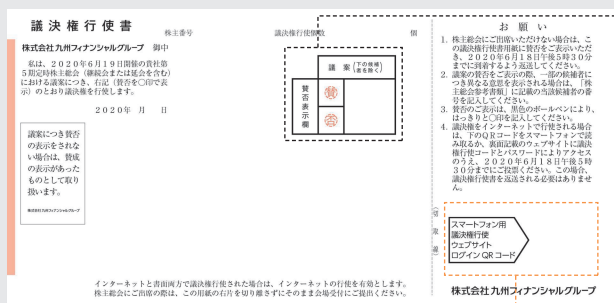 議決権行使書
株主番号
議決権行使個数
個
株式会社九州フィナンシャルグループ 御中
私は、2020年6月19日開催の貴社第
5期定時株主総会(継続会または延会を含む)
における議案につき、右記(賛否を○印で表
示)のとおり議決権を行使します。
2020年 月 日
議案につき賛否
の表示をされな
い場合は、賛成
の表示があった
ものとして取り
扱います。
株式会社九州フィナンシャルグループ
議案(下の候補者を除く)
賛否表示欄
賛
否
インターネットと書面両方で議決権行使された場合は、インターネットの行使を有効とします。
株主総会にご出席の際は、この用紙の右片を切り離さずにそのまま会場受付にご提出ください。
お願い
1. 株主総会にご出席いただけない場合は、こ
の議決権行使書用紙に賛否をご表示いただ
き、2020年6月18日午後5時30分
までに到着するよう返送してください。
2. 議案の賛否をご表示の際、一部の候補者に
つき異なる意思を表示される場合は、「株
主総会参考書類」に記載の当該候補者の番
号を記入してください。
3. 賛否のご表示は、黒色のボールペンにより、
はっきりと○印を記入してください。
4. 議決権をインターネットで行使される場合
は、下のQRコードをスマートフォンで読
み取るか、裏面記載のウェブサイトに議決
権行使コードとパスワードによりアクセス
のうえ、2020年6月18日午後5時
30分までにご投票ください。この場合、
議決権行使書を返送される必要はありませ
ん。
(切取線)
スマートフォン用
議決権行使
ウェブサイト
ログインQRコード
株式会社九州フィナンシャルグループ